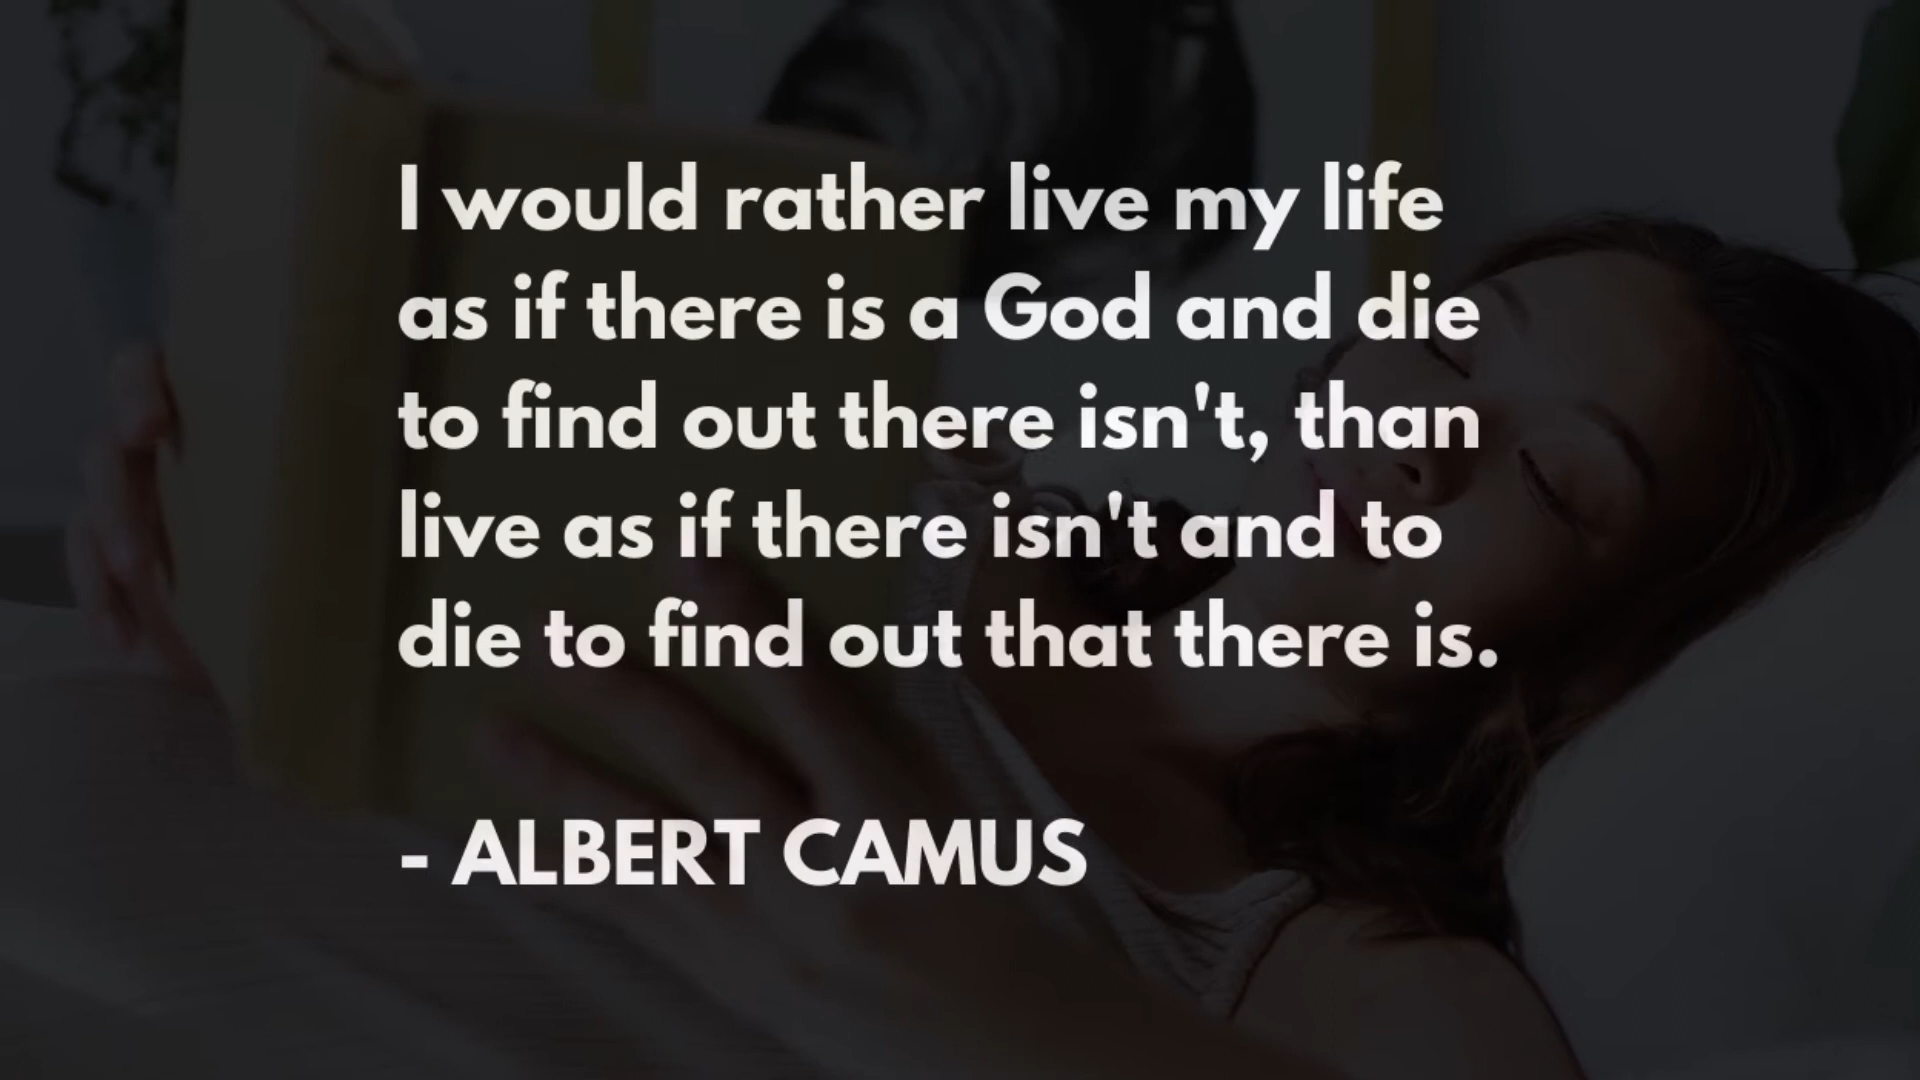 I would rather live my life
as if there is a God and die
to find out there isn't, than
live as if there isn't and to
die to find out that there is.
- ALBERT CAMUS